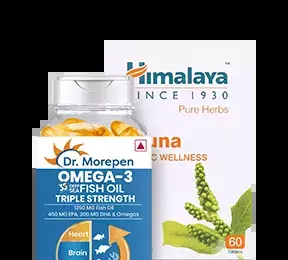 Himalaya
SINCE 1930
Pure Herbs
una
C WELLNESS
60
Tablets
Dr. Morepen
OMEGA-3
FISH OIL
TRIPLE STRENGTH
1250 MG Fish Oil
450 MG EPA, 300 MG DHA & Omegas
Heart
Brain